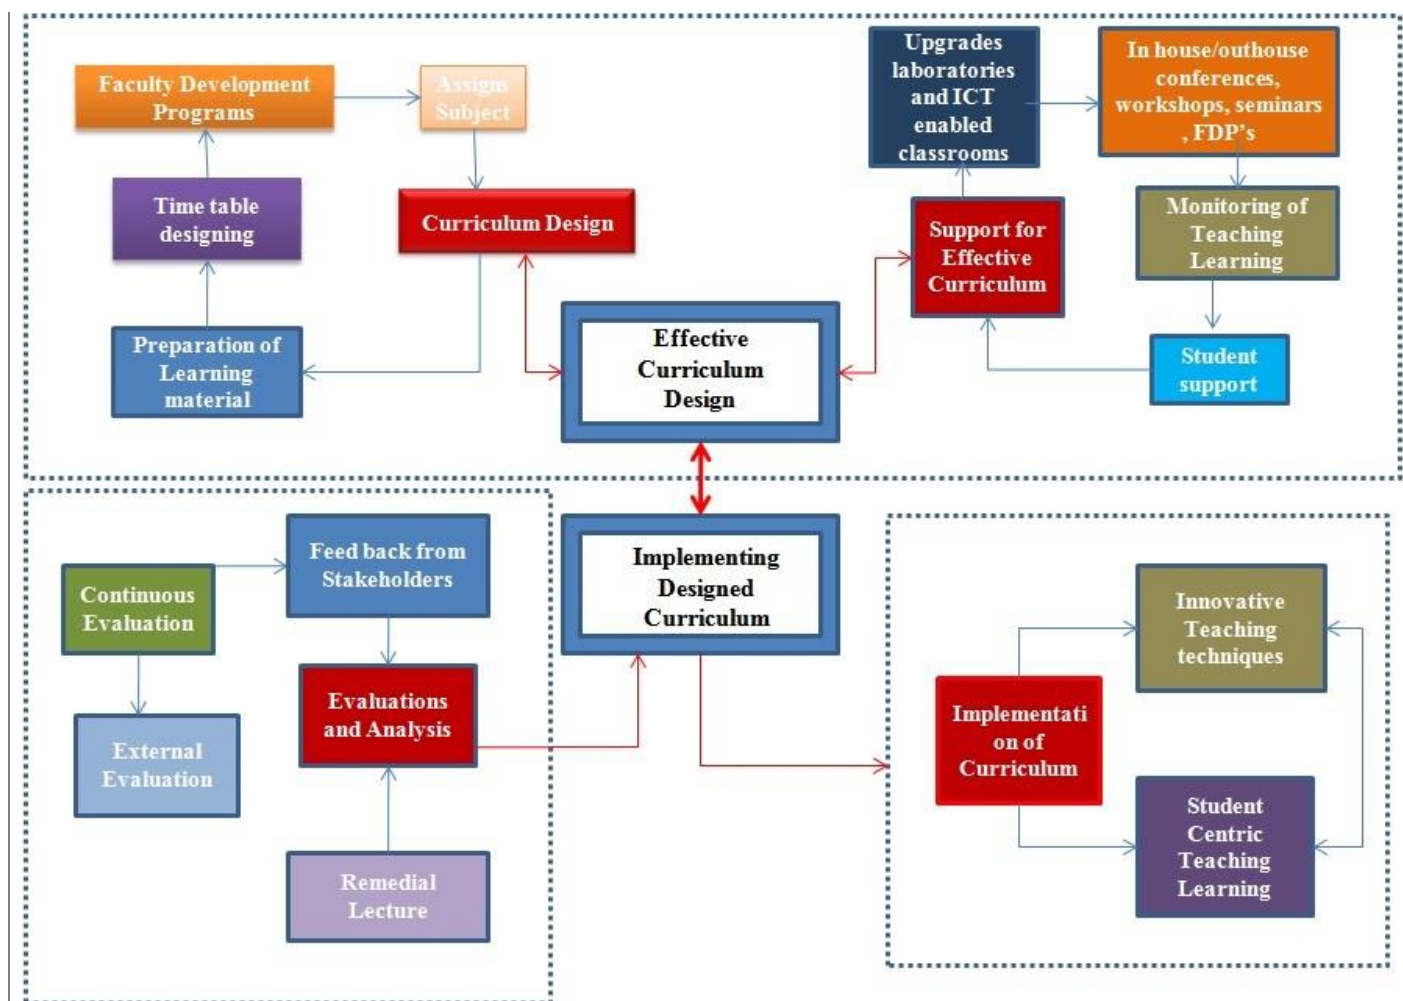 Faculty Development
Programs
Assigns
Subject
Upgrades
laboratories
and ICT
enabled
classrooms
In house/outhouse
conferences,
workshops, seminars
, FDP's
Time table
designing
Curriculum Design
Support for
Effective
Curriculum
Monitoring of
Teaching
Learning
Preparation of
Learning
material
Effective
Curriculum
Design
Student
support
Continuous
Evaluation
Feed back from
Stakeholders
Implementing
Designed
Curriculum
Innovative
Teaching
techniques
External
Evaluation
Evaluations
and Analysis
Implementati
on of
Curriculum
Remedial
Lecture
Student
Centric
Teaching
Learning